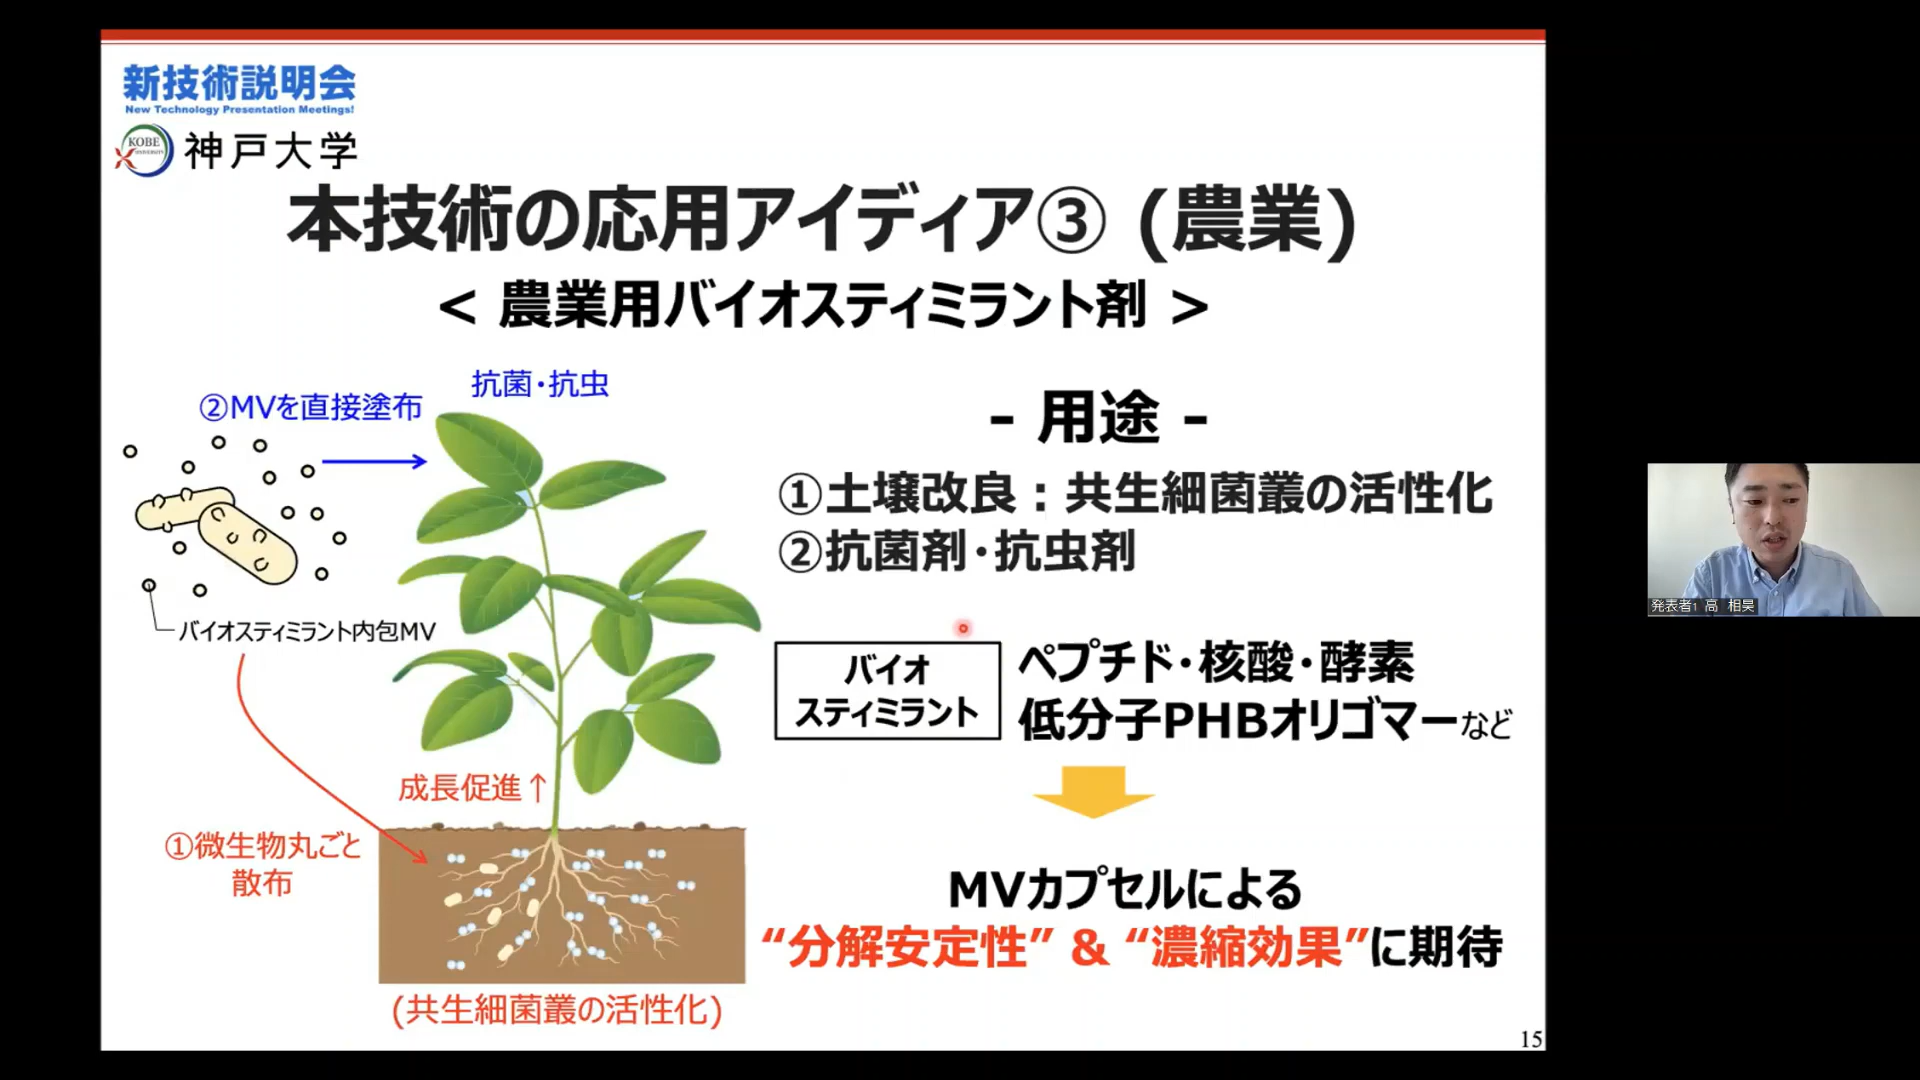 新技術説明会
New Technology Presentation Meetings!
KOBE
UNIVERSITY
神戸大学
本技術の応用アイディア③ (農業)
< 農業用バイオスティミラント剤 >
抗菌・抗虫
②MVを直接塗布
バイオスティミラント内包MV
成長促進↑
①微生物丸ごと
散布
(共生細菌叢の活性化)
- 用途 -
①土壌改良：共生細菌叢の活性化
②抗菌剤・抗虫剤
バイオ
スティミラント
ペプチド・核酸・酵素
低分子PHBオリゴマーなど
MVカプセルによる
“分解安定性” & “濃縮効果”に期待
15
発表者1 高 相昊